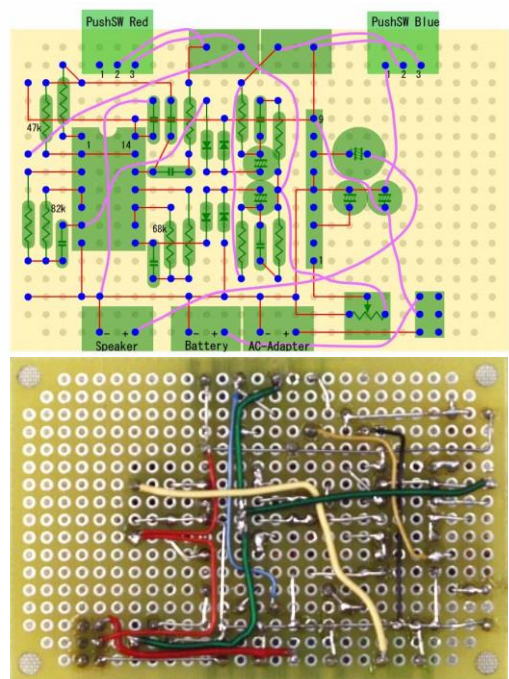 PushSW Red
PushSW Blue
1 2 3
1 2 3
47k
9
1
14
82k
68k
1
- +
- +
- +
Speaker
Battery
AC-Adapter